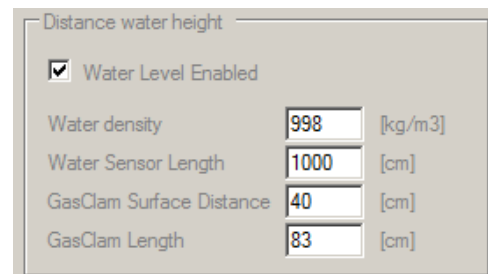 Distance water height
Water Level Enabled
Water density 998 [kg/m3]
Water Sensor Length 1000 [cm]
GasClam Surface Distance 40 [cm]
GasClam Length 83 [cm]